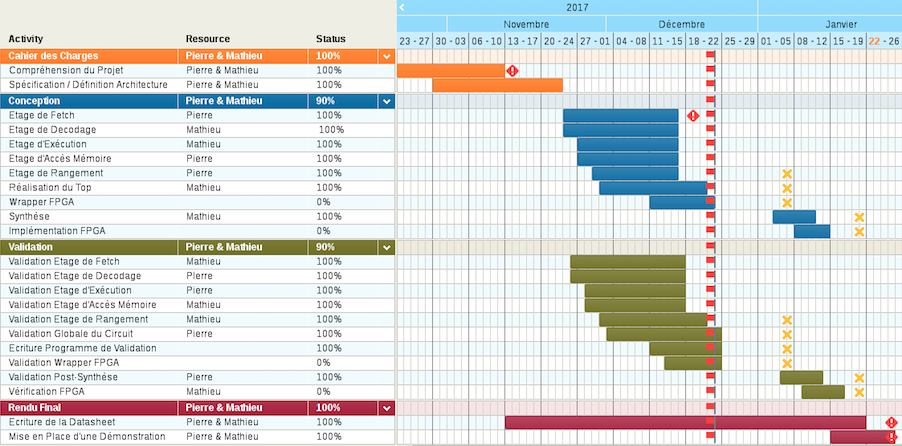 2017
Novembre Décembre Janvier
Activity Resource Status 23 - 27 30 - 03 06 - 10 13 - 17 20 - 24 27 - 01 04 - 08 11 - 15 18 - 22 25 - 29 01 - 05 08 - 12 15 - 19 22 - 26
Cahier des Charges Pierre & Mathieu 100%
Compréhension du Projet Pierre & Mathieu 100%
Spécification / Définition Architecture Pierre & Mathieu 100%
Conception Pierre & Mathieu 90%
Etage de Fetch Pierre 100%
Etage de Decodage Mathieu 100%
Etage d'Exécution Mathieu 100%
Etage d'Accés Mémoire Pierre 100%
Etage de Rangement Pierre 100%
Réalisation du Top Mathieu 100%
Wrapper FPGA 0%
Synthése Mathieu 100%
Implémentation FPGA 0%
Validation Pierre & Mathieu 90%
Validation Etage de Fetch Mathieu 100%
Validation Etage de Decodage Pierre 100%
Validation Etage d'Exécution Pierre 100%
Validation Etage d'Accès Mémoire Mathieu 100%
Validation Etage de Rangement Mathieu 100%
Validation Globale du Circuit Pierre 100%
Ecriture Programme de Validation 100%
Validation Wrapper FPGA 0%
Validation Post-Synthése Pierre 100%
Vérification FPGA Mathieu 0%
Rendu Final Pierre & Mathieu 100%
Ecriture de la Datasheet Pierre & Mathieu 100%
Mise en Place d'une Démonstration Pierre & Mathieu 100%